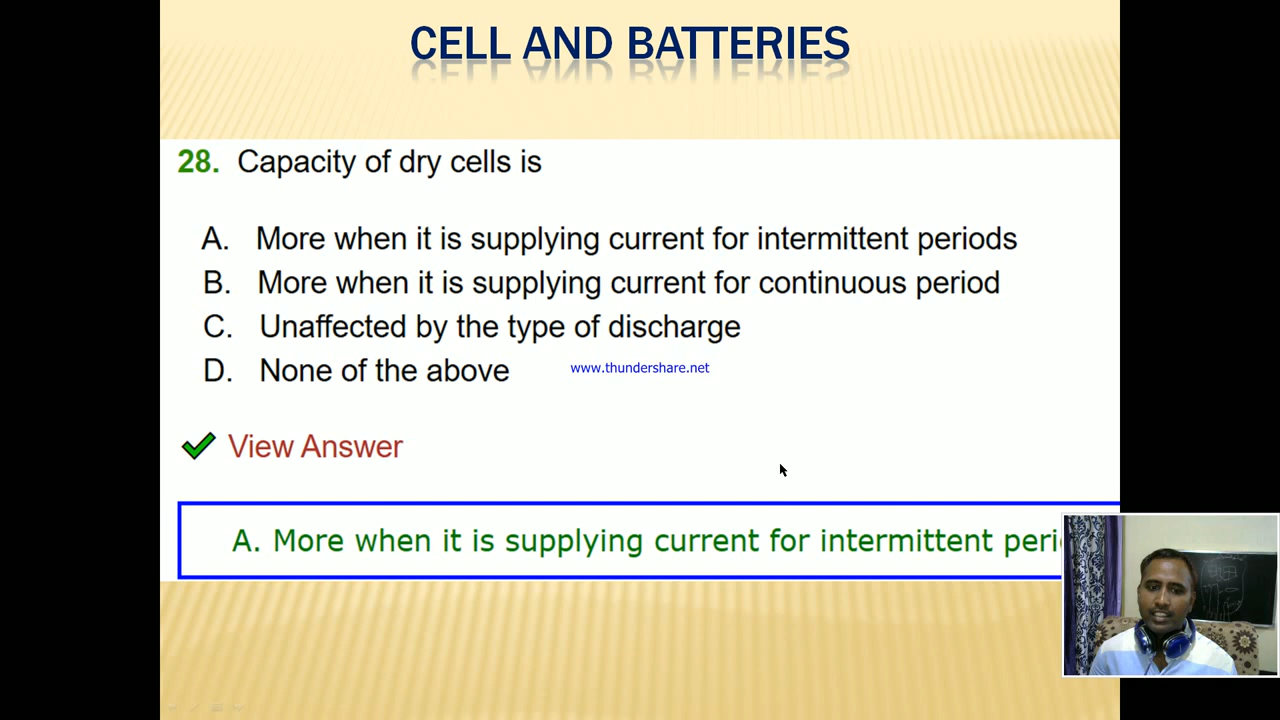 CELL AND BATTERIES
28. Capacity of dry cells is
A. More when it is supplying current for intermittent periods
B. More when it is supplying current for continuous period
C. Unaffected by the type of discharge
D. None of the above
www.thundershare.net
View Answer
A. More when it is supplying current for intermittent